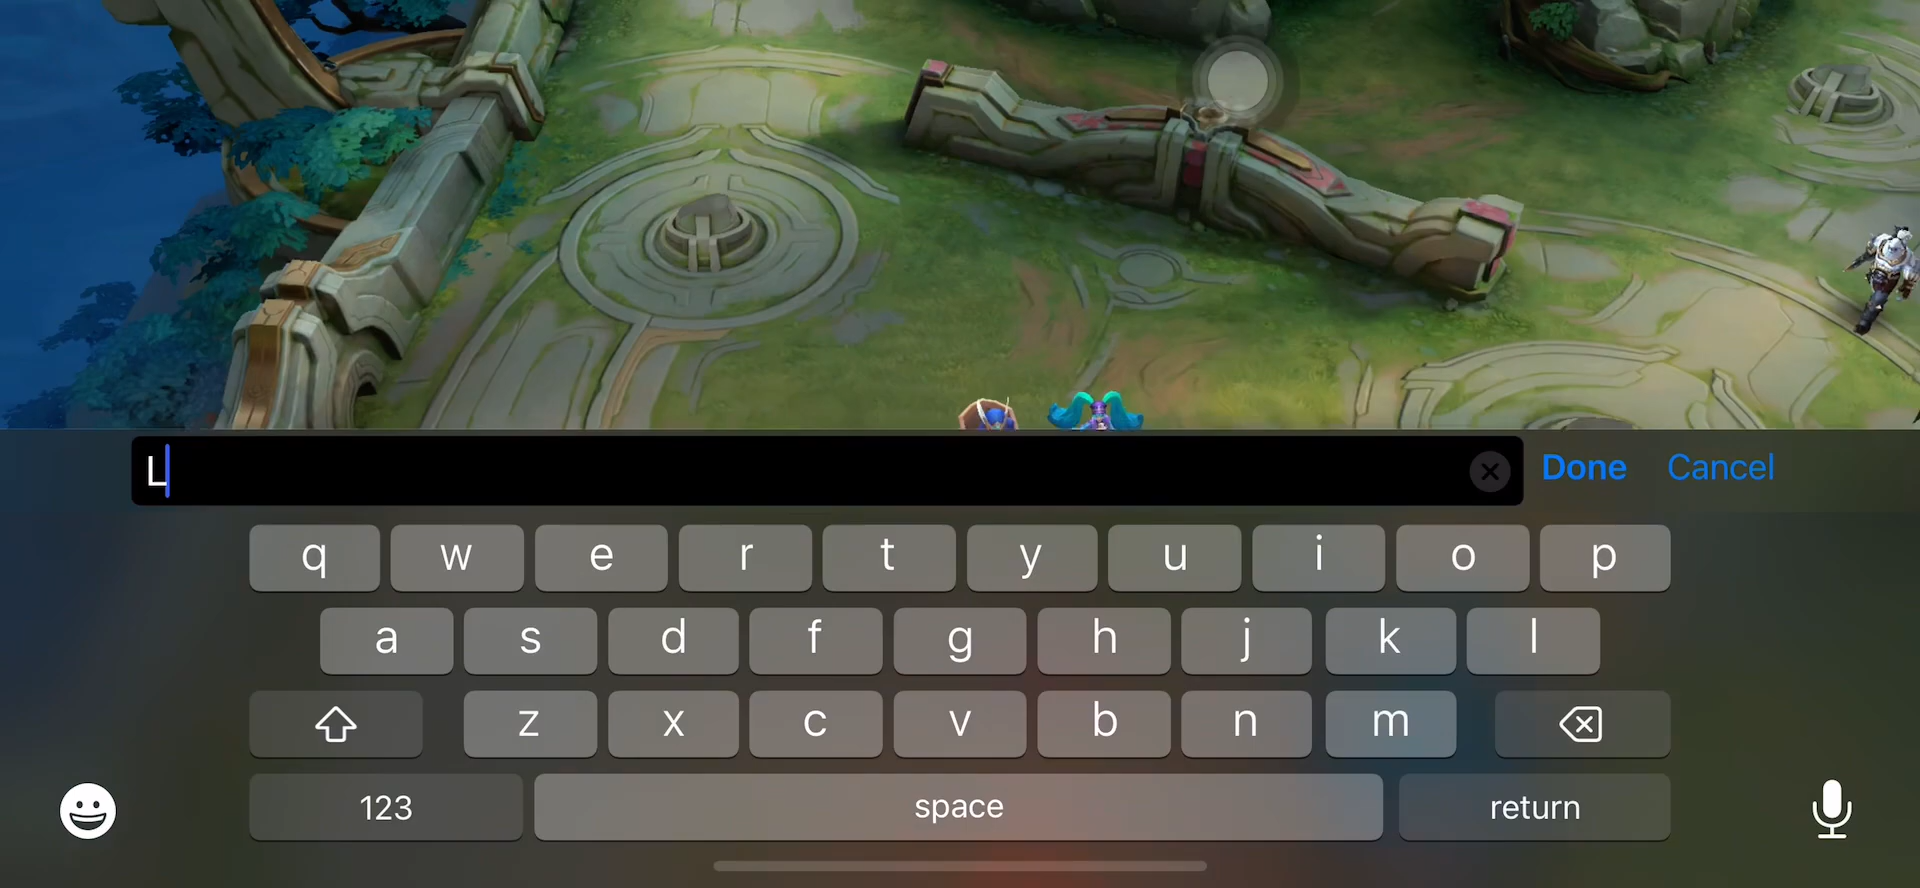 L
Done Cancel
q w e r t y u i o p
a s d f g h j k l
z x c v b n m
123 space return